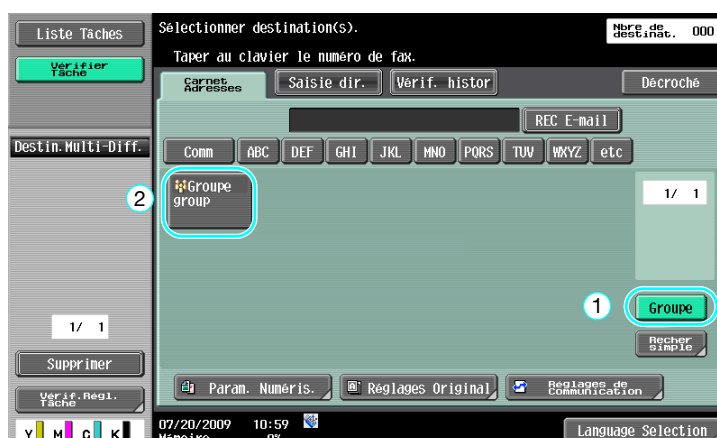 Liste Tâches
Vérifier
Tâche
Destin.Multi-Diff.
1/ 1
Supprimer
Vérif.Régl.
Tâche
Y M C K
Sélectionner destination(s).
Taper au clavier le numéro de fax.
Nbre de
destinat. 000
Carnet
Adresses
Saisie dir.
Vérif. histor
Décroché
REC E-mail
Comm ABC DEF GHI JKL MNO PQRS TUV WXYZ etc
2
Groupe
group
1/ 1
1
Groupe
Recher
simple
Param. Numéris.
Réglages Original
Réglages de
Communication
07/20/2009 10:59
Mémoire 0%
Language Selection